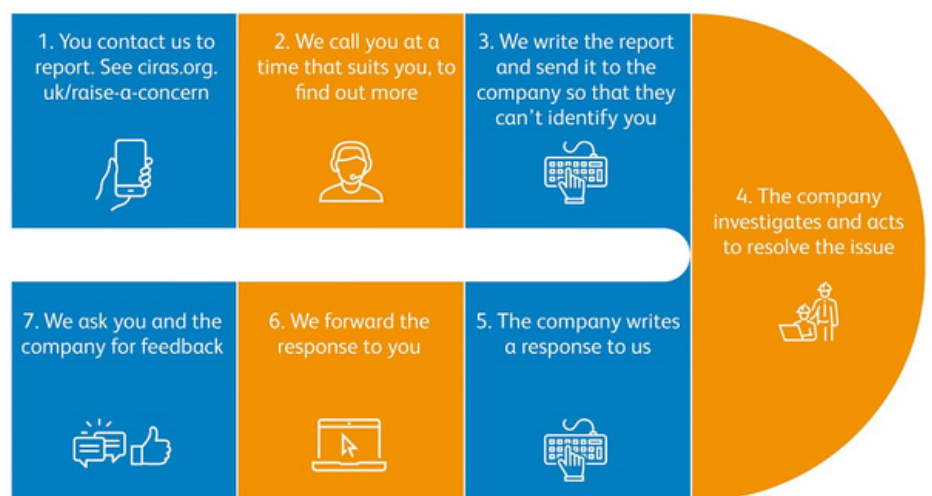 1. You contact us to
report. See ciras.org.
uk/raise-a-concern
2. We call you at a
time that suits you, to
find out more
3. We write the report
and send it to the
company so that they
can’t identify you
4. The company
investigates and acts
to resolve the issue
5. The company writes
a response to us
6. We forward the
response to you
7. We ask you and the
company for feedback